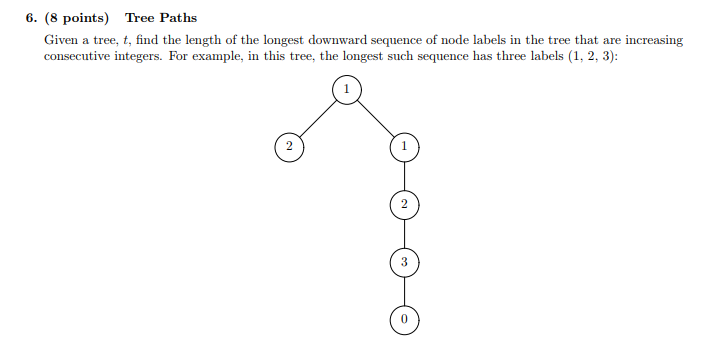 6. (8 points) Tree Paths
Given a tree, t, find the length of the longest downward sequence of node labels in the tree that are increasing
consecutive integers. For example, in this tree, the longest such sequence has three labels (1, 2, 3):
1
2 1
2
3
0